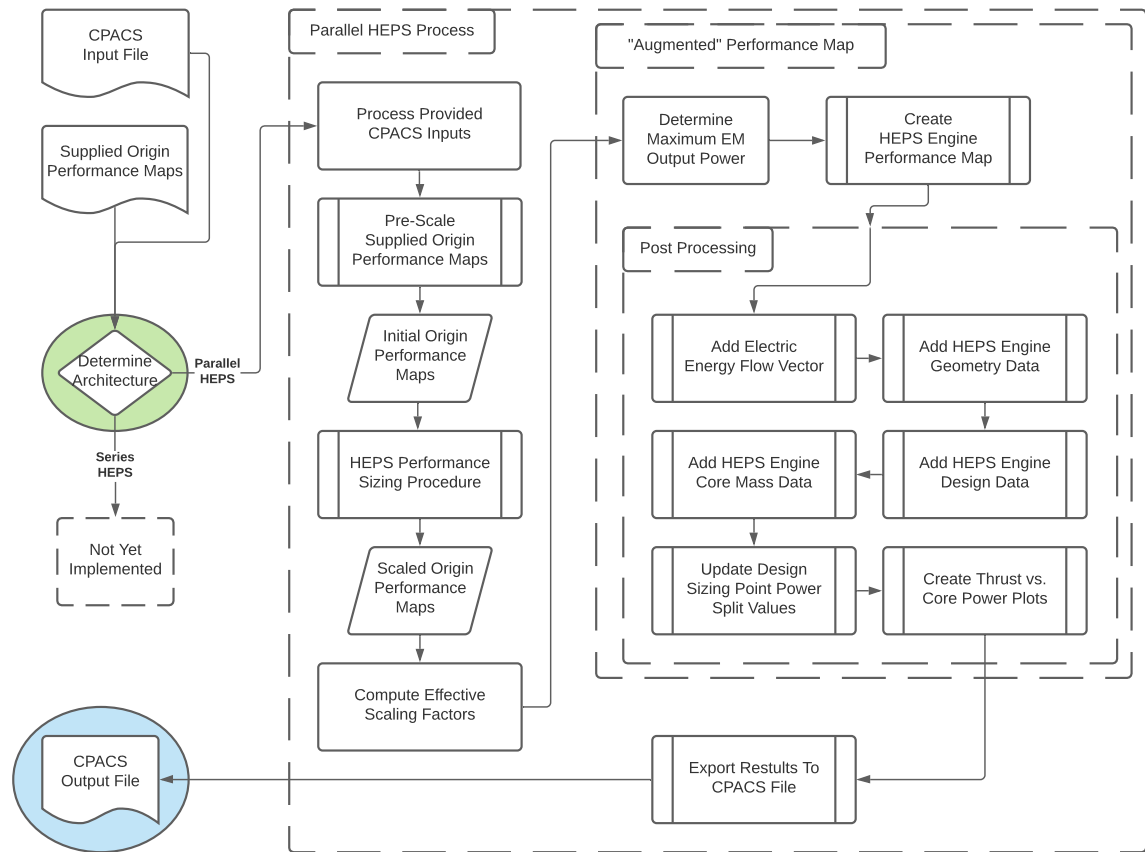 CPACS
Input File
Supplied Origin
Performance Maps
Determine
Architecture
Parallel
HEPS
Series
HEPS
Not Yet
Implemented
CPACS
Output File
Parallel HEPS Process
Process Provided
CPACS Inputs
Pre-Scale
Supplied Origin
Performance Maps
Initial Origin
Performance
Maps
HEPS Performance
Sizing Procedure
Scaled Origin
Performance
Maps
Compute Effective
Scaling Factors
"Augmented" Performance Map
Determine
Maximum EM
Output Power
Create
HEPS Engine
Performance Map
Post Processing
Add Electric
Energy Flow Vector
Add HEPS Engine
Geometry Data
Add HEPS Engine
Core Mass Data
Add HEPS Engine
Design Data
Update Design
Sizing Point Power
Split Values
Create Thrust vs.
Core Power Plots
Export Restults To
CPACS File